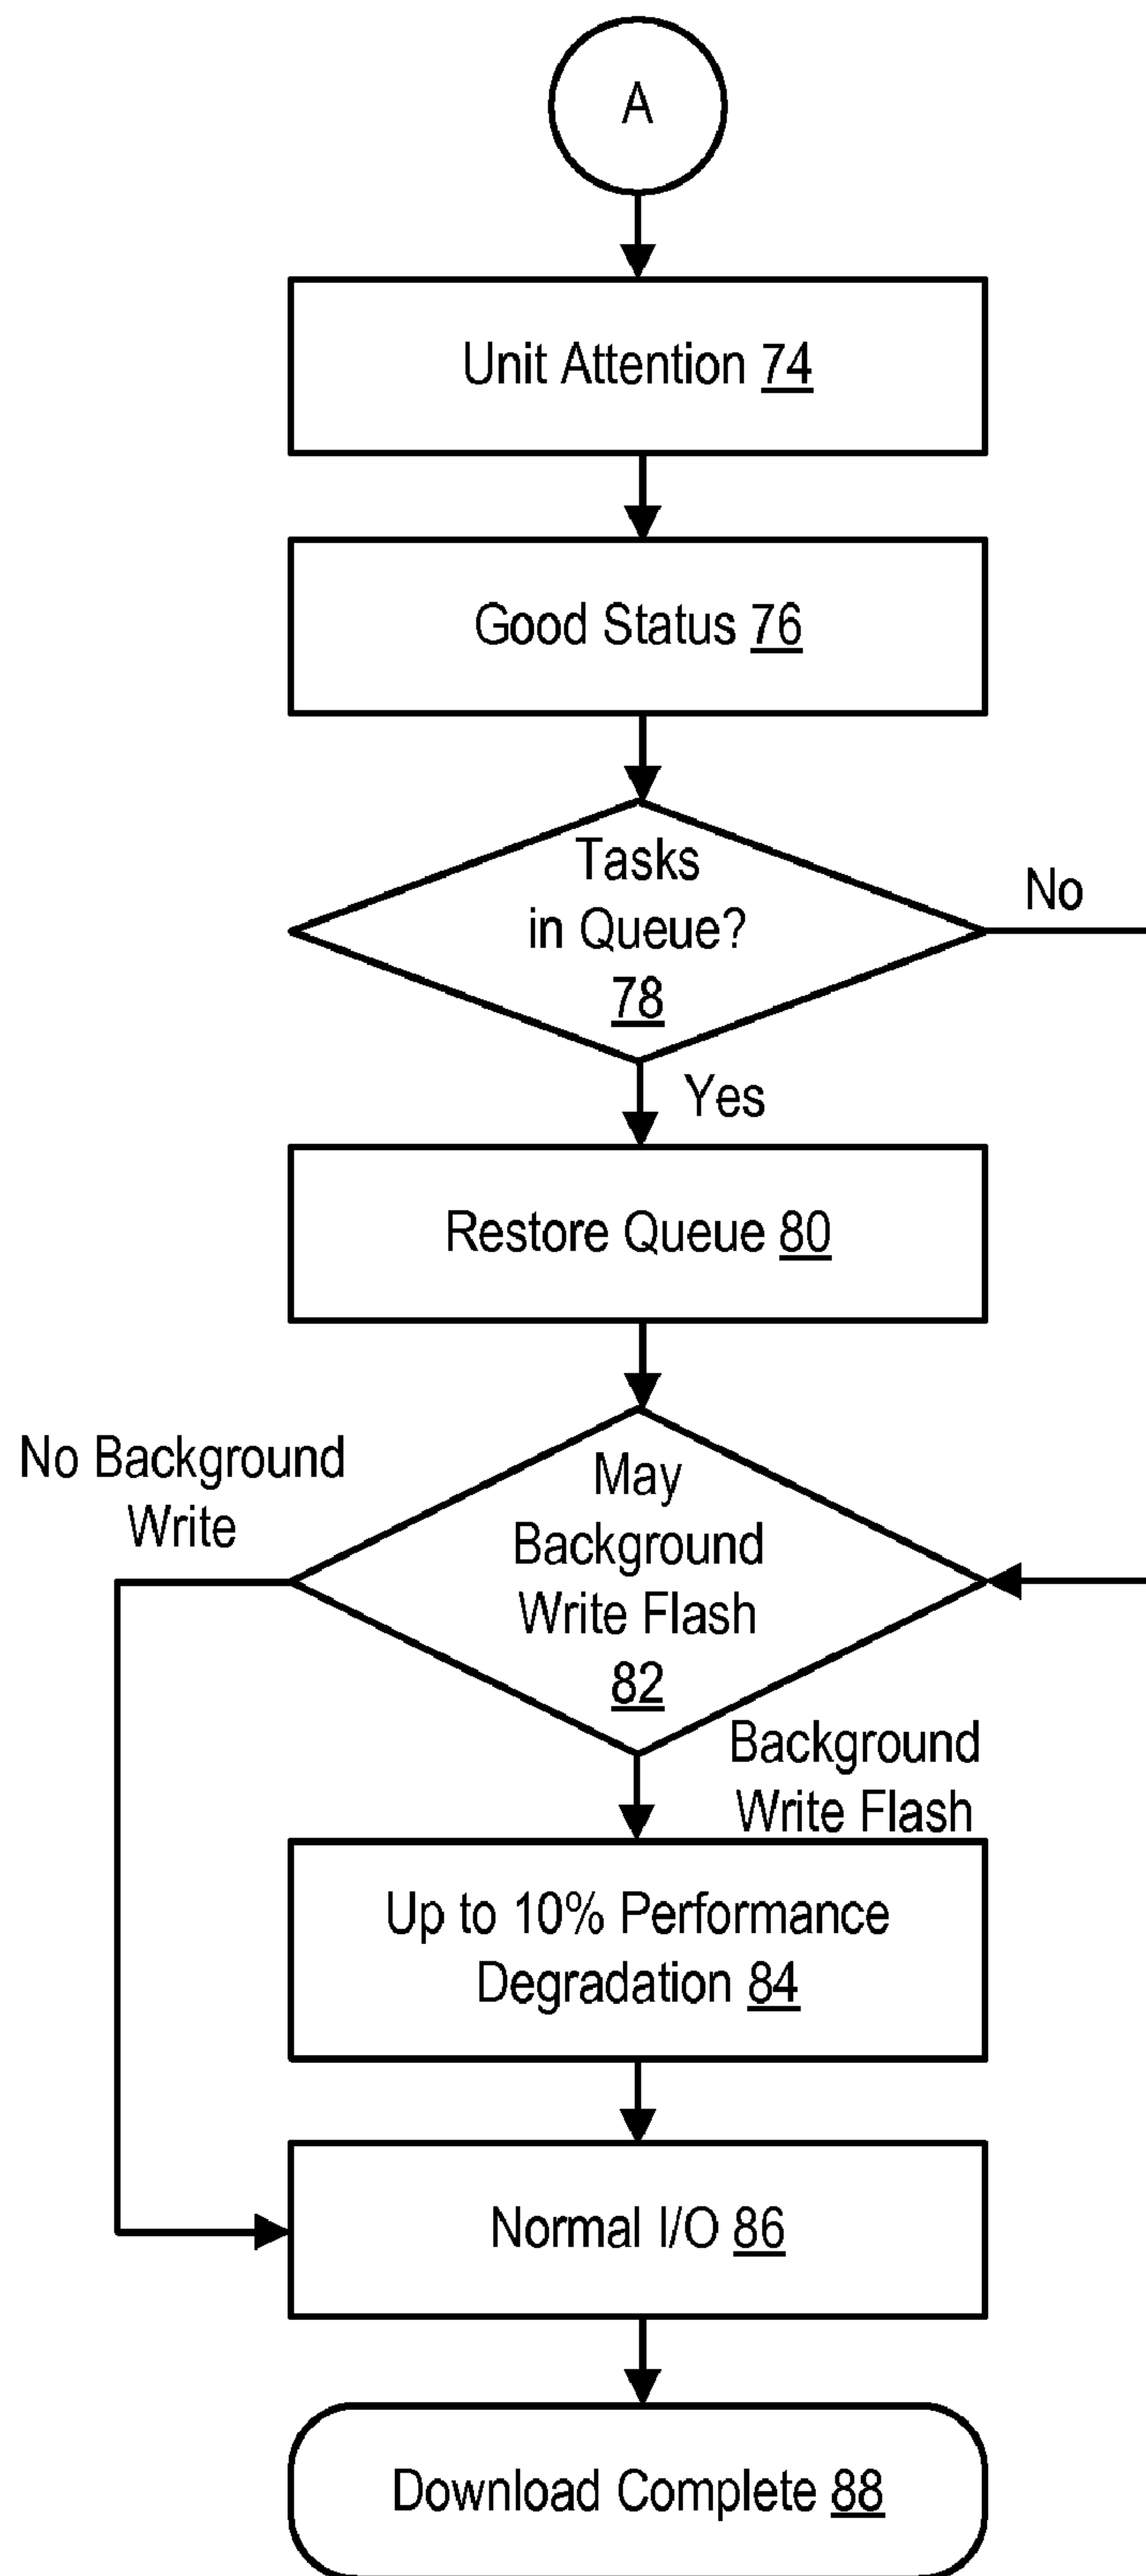 A
Unit Attention 74
Good Status 76
Tasks
in Queue?
78
No
Yes
Restore Queue 80
No Background
Write
May
Background
Write Flash
82
Background
Write Flash
Up to 10% Performance
Degradation 84
Normal I/O 86
Download Complete 88